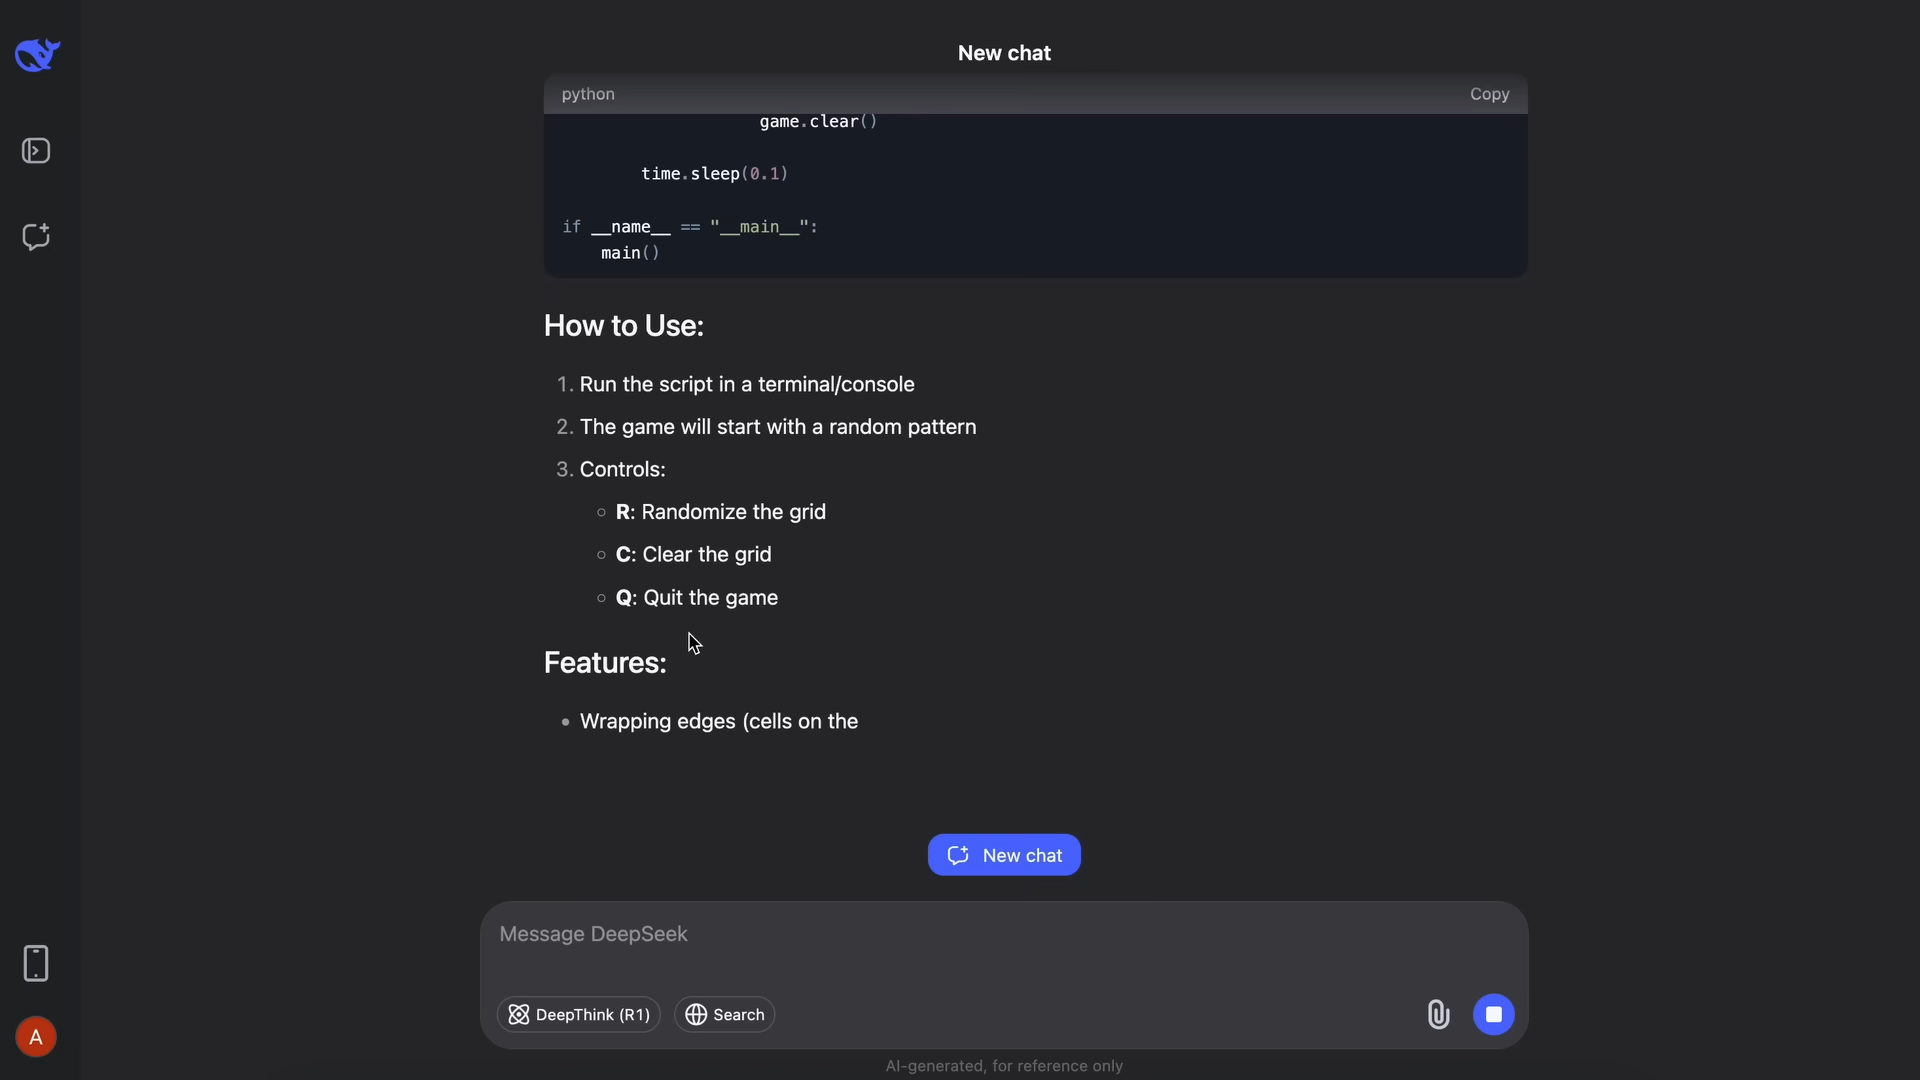 New chat
python
Copy
game.clear()
time.sleep(0.1)
if __name__ == "__main__":
main()
How to Use:
1. Run the script in a terminal/console
2. The game will start with a random pattern
3. Controls:
R: Randomize the grid
C: Clear the grid
Q: Quit the game
Features:
Wrapping edges (cells on the
New chat
Message DeepSeek
DeepThink (R1)
Search
A
AI-generated, for reference only